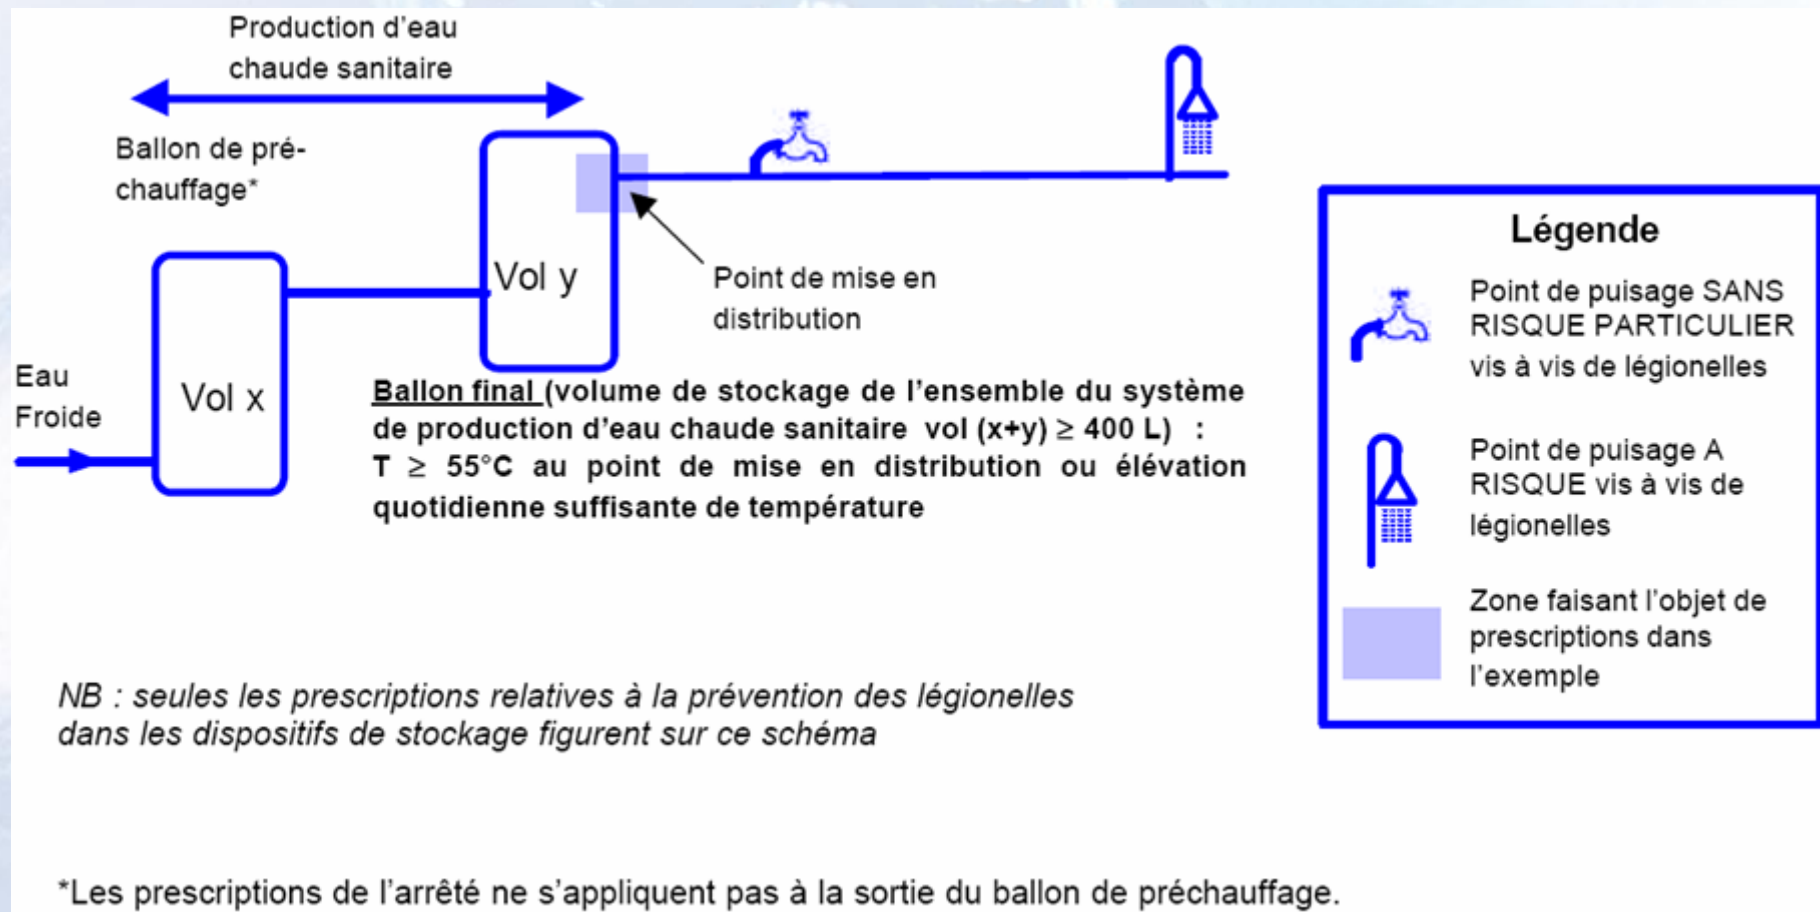 Production d'eau
chaude sanitaire
Ballon de pré-
chauffage*
Vol y
Point de mise en
distribution
Eau
Froide
Vol x
Ballon final (volume de stockage de l'ensemble du système
de production d'eau chaude sanitaire vol (x+y) ≥ 400 L) :
T ≥ 55°C au point de mise en distribution ou élévation
quotidienne suffisante de température
Légende
Point de puisage SANS
RISQUE PARTICULIER
vis à vis de légionelles
Point de puisage A
RISQUE vis à vis de
légionelles
Zone faisant l'objet de
prescriptions dans
l'exemple
NB : seules les prescriptions relatives à la prévention des légionelles
dans les dispositifs de stockage figurent sur ce schéma
*Les prescriptions de l'arrêté ne s'appliquent pas à la sortie du ballon de préchauffage.